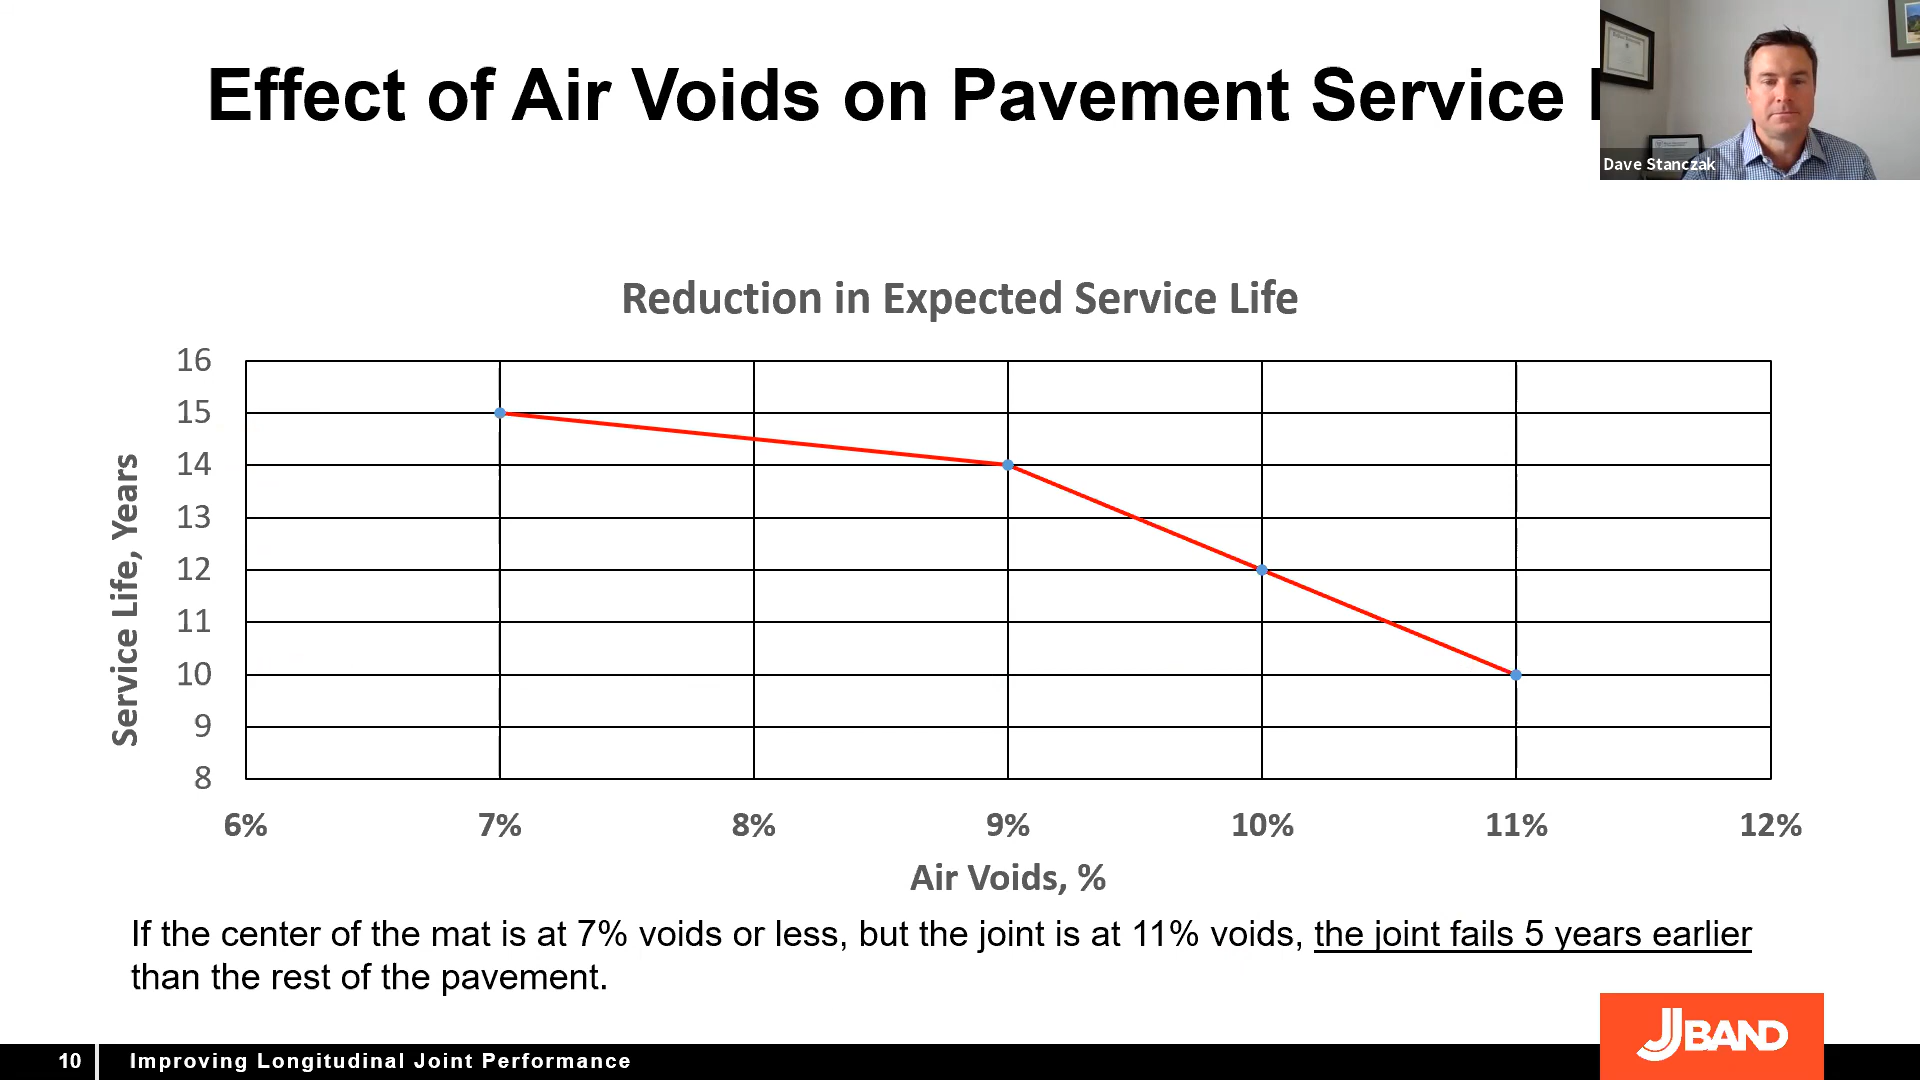 Effect of Air Voids on Pavement Service
Dave Stanczak
Reduction in Expected Service Life
Service Life, Years
16
15
14
13
12
11
10
9
8
6% 7% 8% 9% 10% 11% 12%
Air Voids, %
If the center of the mat is at 7% voids or less, but the joint is at 11% voids, the joint fails 5 years earlier
than the rest of the pavement.
10 Improving Longitudinal Joint Performance
JBAND